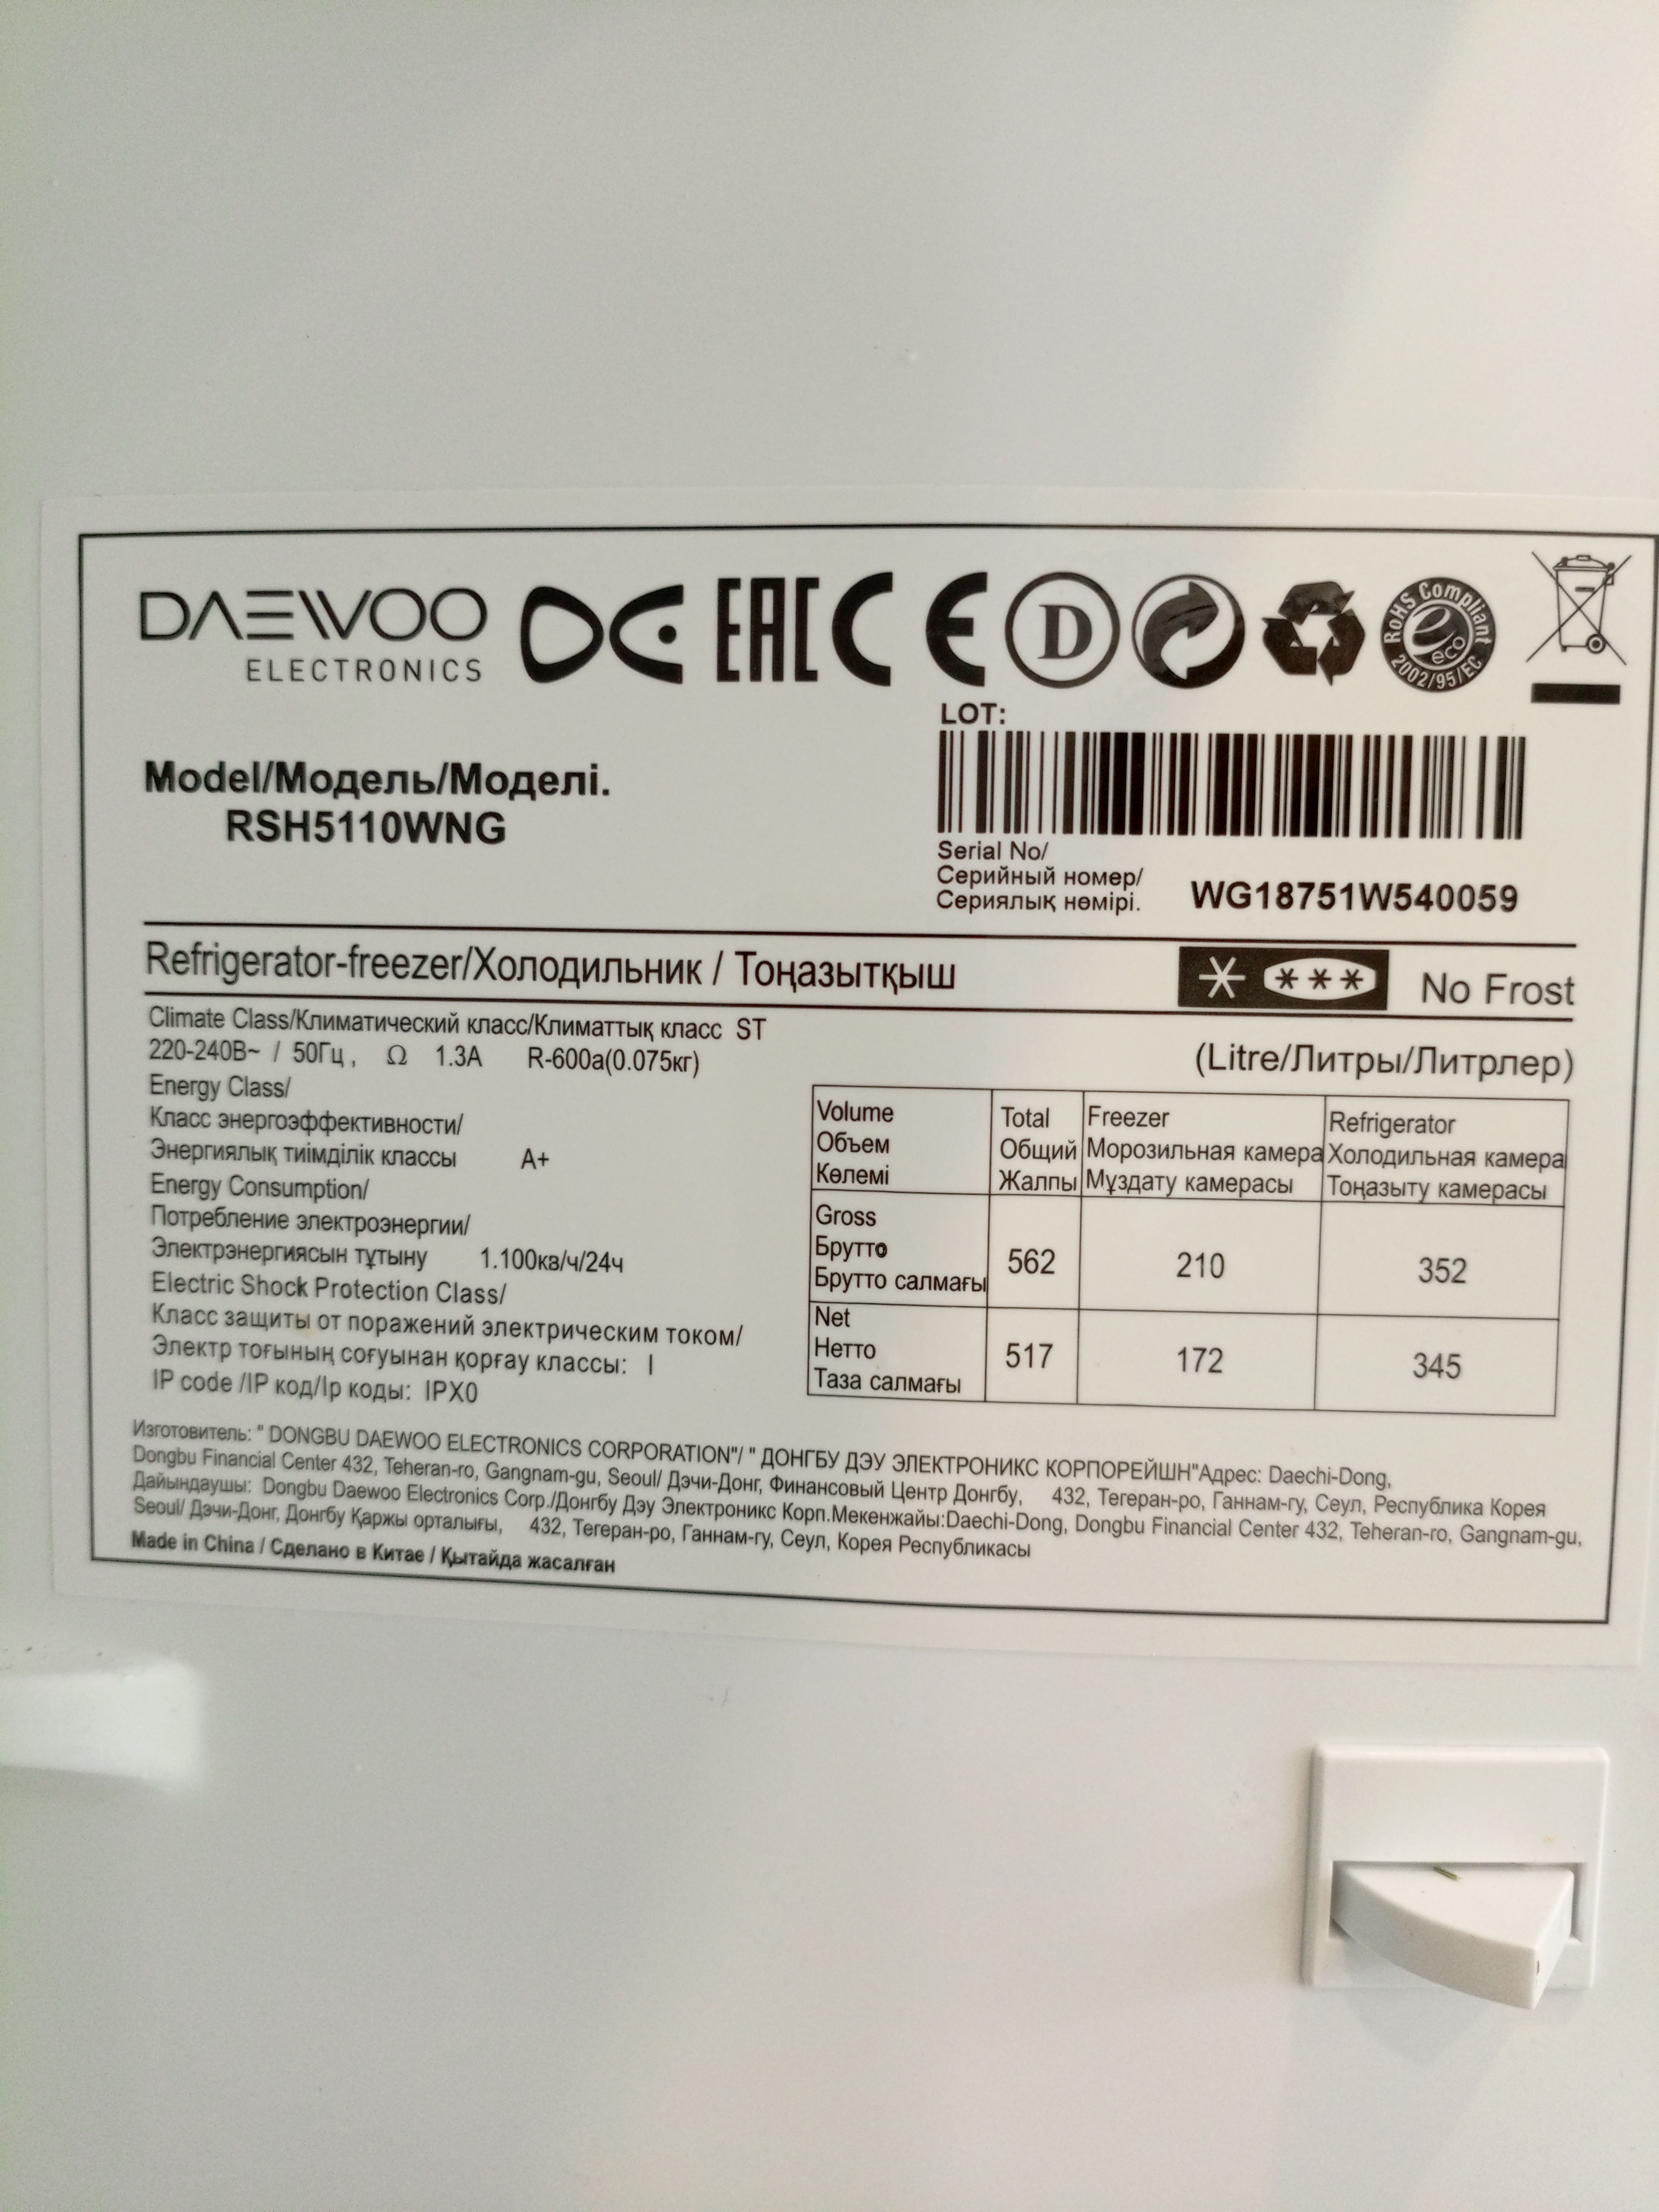 DAEWOO
ELECTRONICS
EAC CE D
RoHS Compliant
eco
2002/95/EC
LOT:
Model/Модель/Моделі.
RSH5110WNG
Serial No/
Серийный номер/
Сериялық нөмірі. WG18751W540059
Refrigerator-freezer/Холодильник / Тоңазытқыш * *** No Frost
Climate Class/Климатический класс/Климаттық класс ST
220-240В~ / 50Гц, Ω 1.3A R-600a(0.075кг)
(Litre/Литры/Литрлер)
Energy Class/
Класс энергоэффективности/
Энергиялық тиімділік классы A+
Energy Consumption/
Потребление электроэнергии/
Электрэнергиясын тұтыну 1.100кв/ч/24ч
Electric Shock Protection Class/
Класс защиты от поражений электрическим током/
Электр тоғының соғуынан қорғау классы: I
IP code /IP код/Ip коды: IPX0
Volume Total Freezer Refrigerator
Объем Общий Морозильная камера Холодильная камера
Көлемі Жалпы Мұздату камерасы Тоңазыту камерасы
Gross
Брутто 562 210 352
Брутто салмағы
Net
Нетто 517 172 345
Таза салмағы
Изготовитель: " DONGBU DAEWOO ELECTRONICS CORPORATION"/ " ДОНГБУ ДЭУ ЭЛЕКТРОНИКС КОРПОРЕЙШН"Адрес: Daechi-Dong,
Dongbu Financial Center 432, Teheran-ro, Gangnam-gu, Seoul/ Дэчи-Донг, Финансовый Центр Донгбу, 432, Тегеран-ро, Ганнам-гу, Сеул, Республика Корея
Дайындаушы: Dongbu Daewoo Electronics Corp./Донгбу Дэу Электроникс Корп.Мекенжайы:Daechi-Dong, Dongbu Financial Center 432, Teheran-ro, Gangnam-gu,
Seoul/ Дэчи-Донг, Донгбу Қаржы орталығы, 432, Тегеран-ро, Ганнам-гу, Сеул, Корея Республикасы
Made in China / Сделано в Китае / Қытайда жасалған